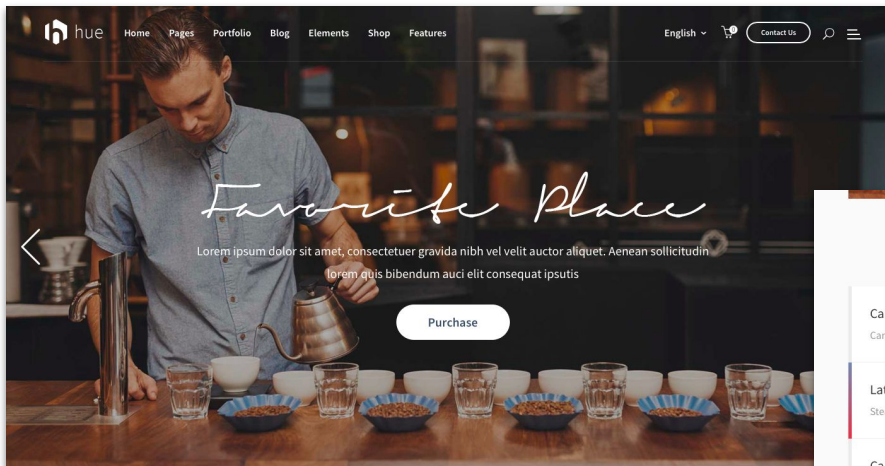 hue
Home Pages Portfolio Blog Elements Shop Features
English 0 Contact Us
Favorite Place
Lorem ipsum dolor sit amet, consectetuer gravida nibh vel velit auctor aliquet. Aenean sollicitudin
lorem quis bibendum auci elit consequat ipsutis
Purchase